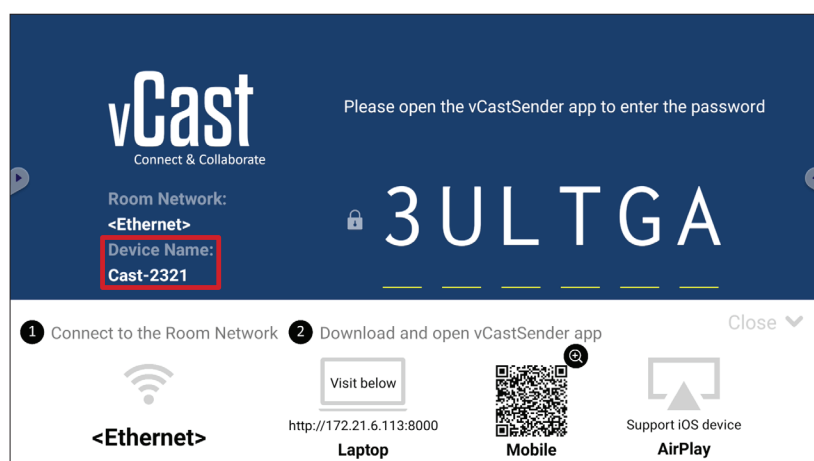 vCast
Connect & Collaborate
Please open the vCastSender app to enter the password
Room Network:
<Ethernet>
Device Name:
Cast-2321
3ULTGA
1 Connect to the Room Network
2 Download and open vCastSender app
Close
<Ethernet>
Visit below
http://172.21.6.113:8000
Laptop
Mobile
Support iOS device
AirPlay